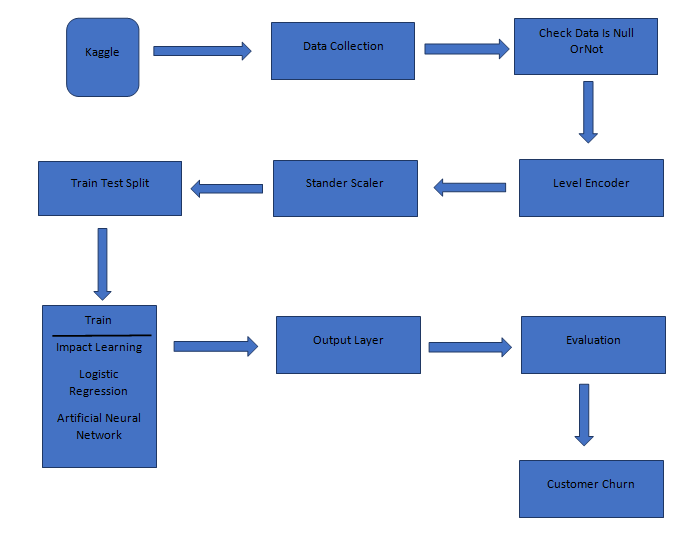 Kaggle
Data Collection
Check Data Is Null
OrNot
Level Encoder
Stander Scaler
Train Test Split
Train
Impact Learning
Logistic
Regression
Artificial Neural
Network
Output Layer
Evaluation
Customer Churn